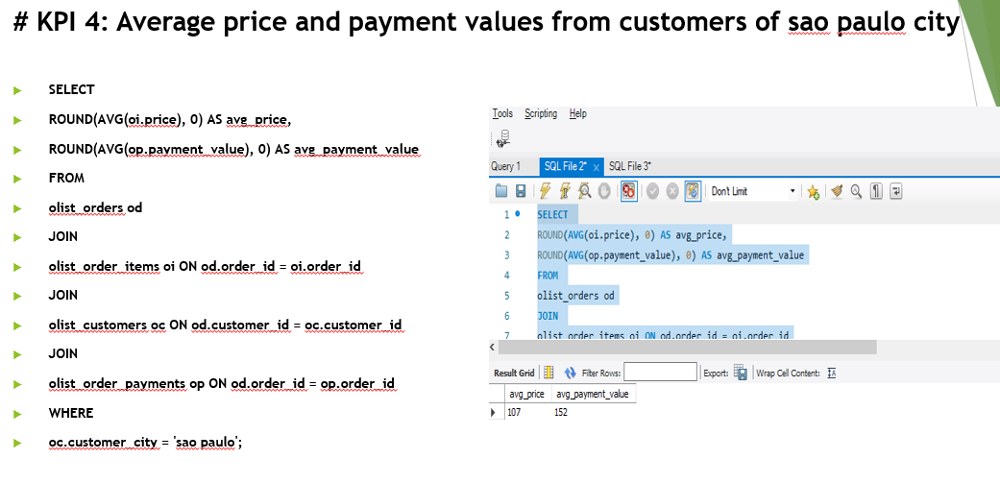 # KPI 4: Average price and payment values from customers of sao paulo city
SELECT
ROUND(AVG(oi.price), 0) AS avg_price,
ROUND(AVG(op.payment_value), 0) AS avg_payment_value
FROM
olist_orders od
JOIN
olist_order_items oi ON od.order_id = oi.order_id
JOIN
olist_customers oc ON od.customer_id = oc.customer_id
JOIN
olist_order_payments op ON od.order_id = op.order_id
WHERE
oc.customer_city = 'sao paulo';
Tools Scripting Help
Query 1 SQL File 2* x SQL File 3*
Don't Limit
1 SELECT
2 ROUND(AVG(oi.price), 0) AS avg_price,
3 ROUND(AVG(op.payment_value), 0) AS avg_payment_value
4 FROM
5 olist_orders od
6 JOIN
7 olist_order_items oi ON od.order_id = oi.order_id
Result Grid Filter Rows: Export: Wrap Cell Content:
avg_price avg_payment_value
107 152